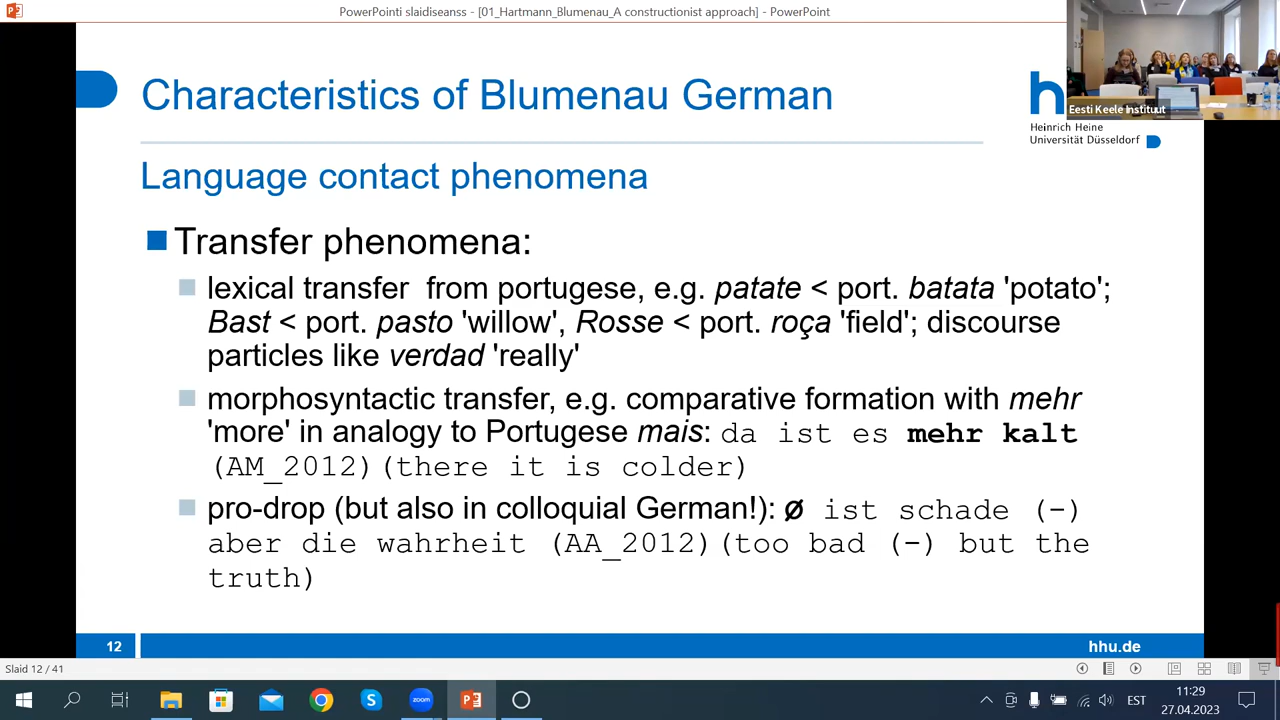 PowerPointi slaidiseanss - [01_Hartmann_Blumenau_A constructionist approach] - PowerPoint
Eesti Keele Instituut
Characteristics of Blumenau German
Heinrich Heine
Universität Düsseldorf
Language contact phenomena
Transfer phenomena:
lexical transfer from portugese, e.g. patate < port. batata 'potato';
Bast < port. pasto 'willow', Rosse < port. roça 'field'; discourse
particles like verdad 'really'
morphosyntactic transfer, e.g. comparative formation with mehr
'more' in analogy to Portugese mais: da ist es mehr kalt
(AM_2012)(there it is colder)
pro-drop (but also in colloquial German!): ø ist schade (-)
aber die wahrheit (AA_2012)(too bad (-) but the
truth)
12
hhu.de
Slaid 12 / 41
zoom
EST
11:29
27.04.2023